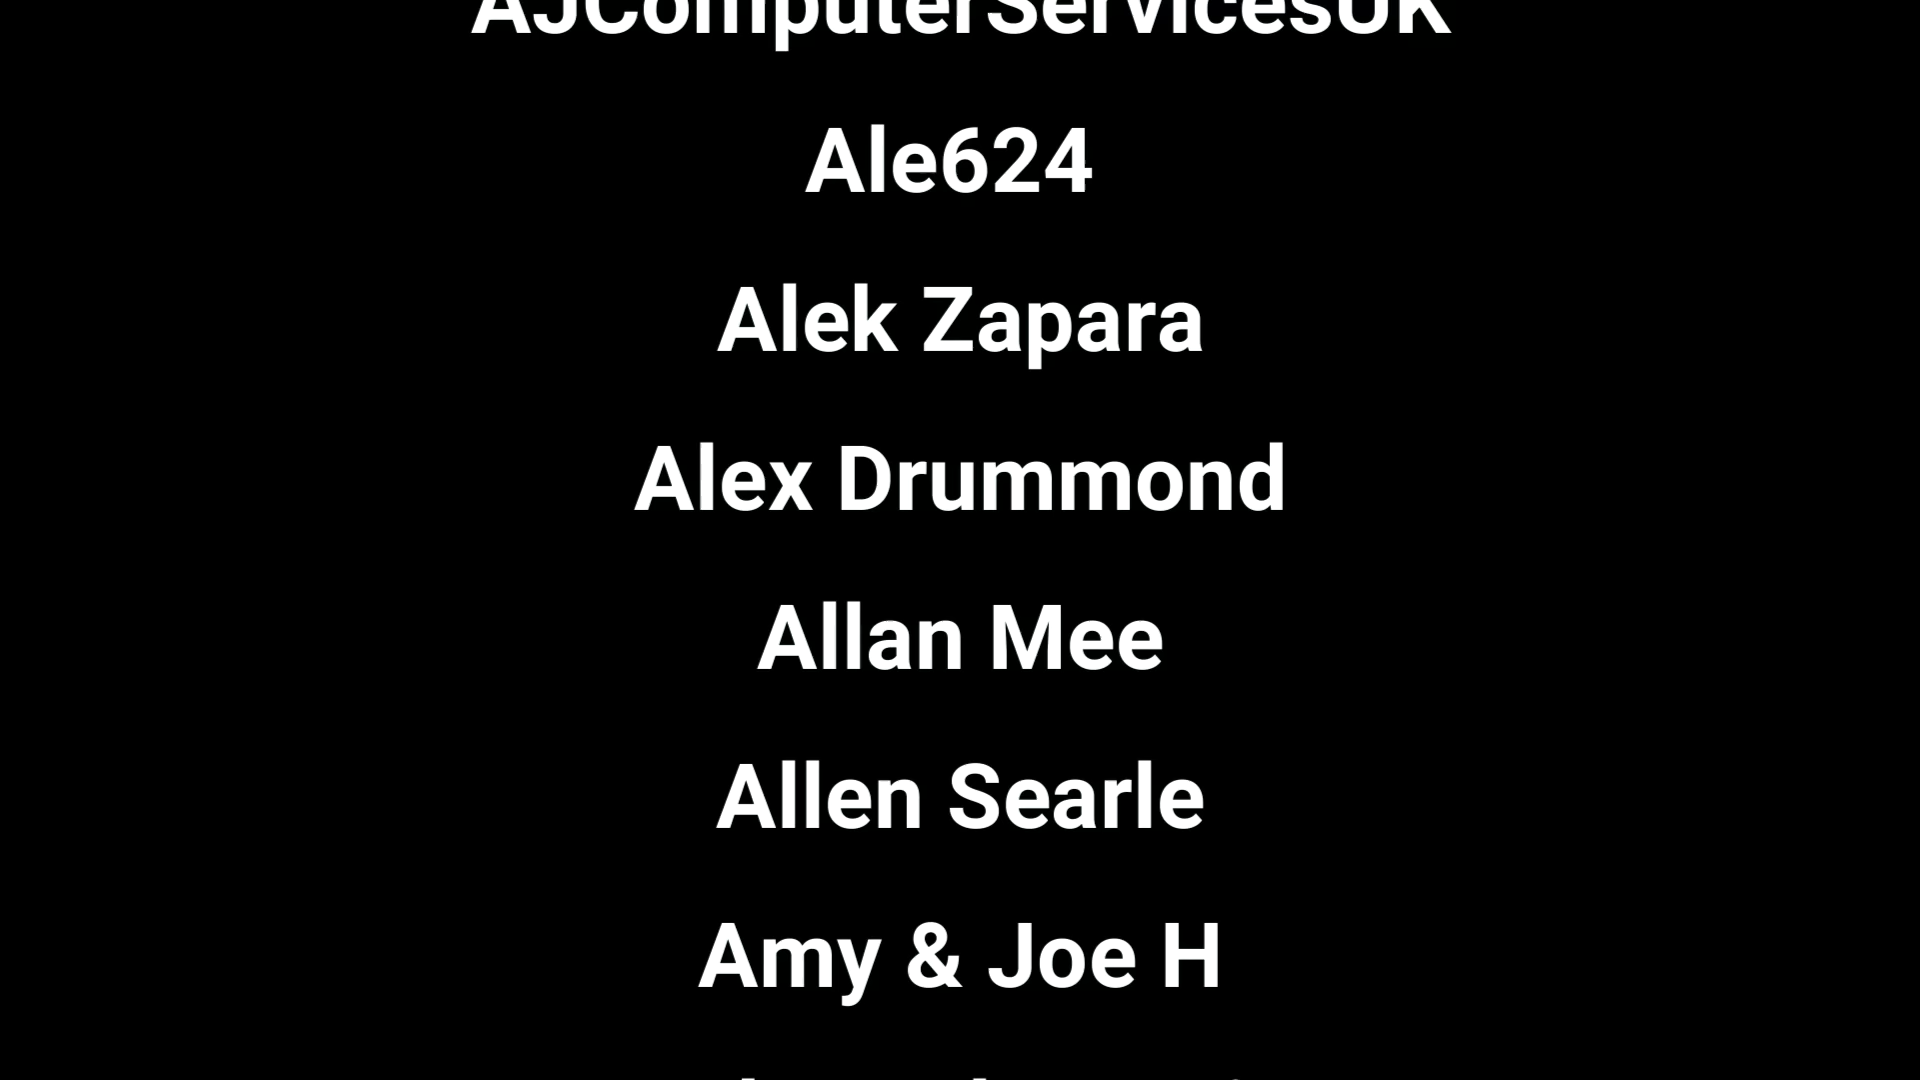 AJComputerServicesUK
Ale624
Alek Zapara
Alex Drummond
Allan Mee
Allen Searle
Amy & Joe H